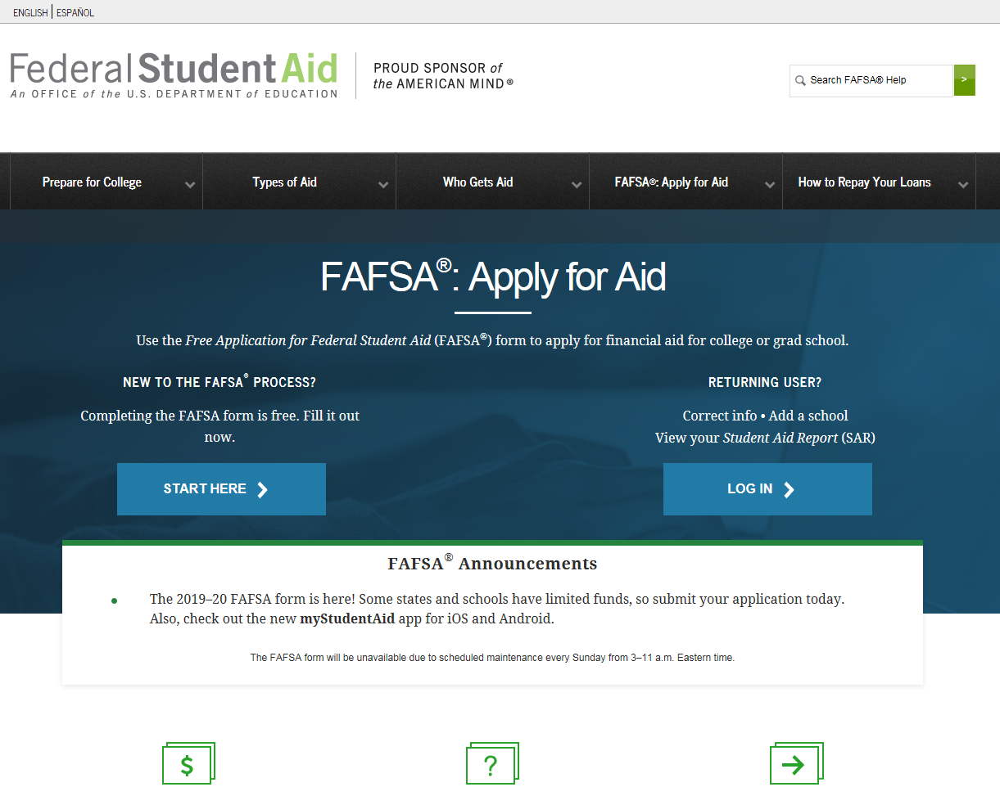 ENGLISH | ESPAÑOL
Federal Student Aid
An OFFICE of the U.S. DEPARTMENT of EDUCATION
PROUD SPONSOR of
the AMERICAN MIND®
Search FAFSA® Help
>
Prepare for College
Types of Aid
Who Gets Aid
FAFSA®: Apply for Aid
How to Repay Your Loans
FAFSA®: Apply for Aid
Use the Free Application for Federal Student Aid (FAFSA®) form to apply for financial aid for college or grad school.
NEW TO THE FAFSA® PROCESS?
Completing the FAFSA form is free. Fill it out
now.
START HERE
RETURNING USER?
Correct info • Add a school
View your Student Aid Report (SAR)
LOG IN
FAFSA® Announcements
• The 2019–20 FAFSA form is here! Some states and schools have limited funds, so submit your application today.
Also, check out the new myStudentAid app for iOS and Android.
The FAFSA form will be unavailable due to scheduled maintenance every Sunday from 3–11 a.m. Eastern time.
$
?